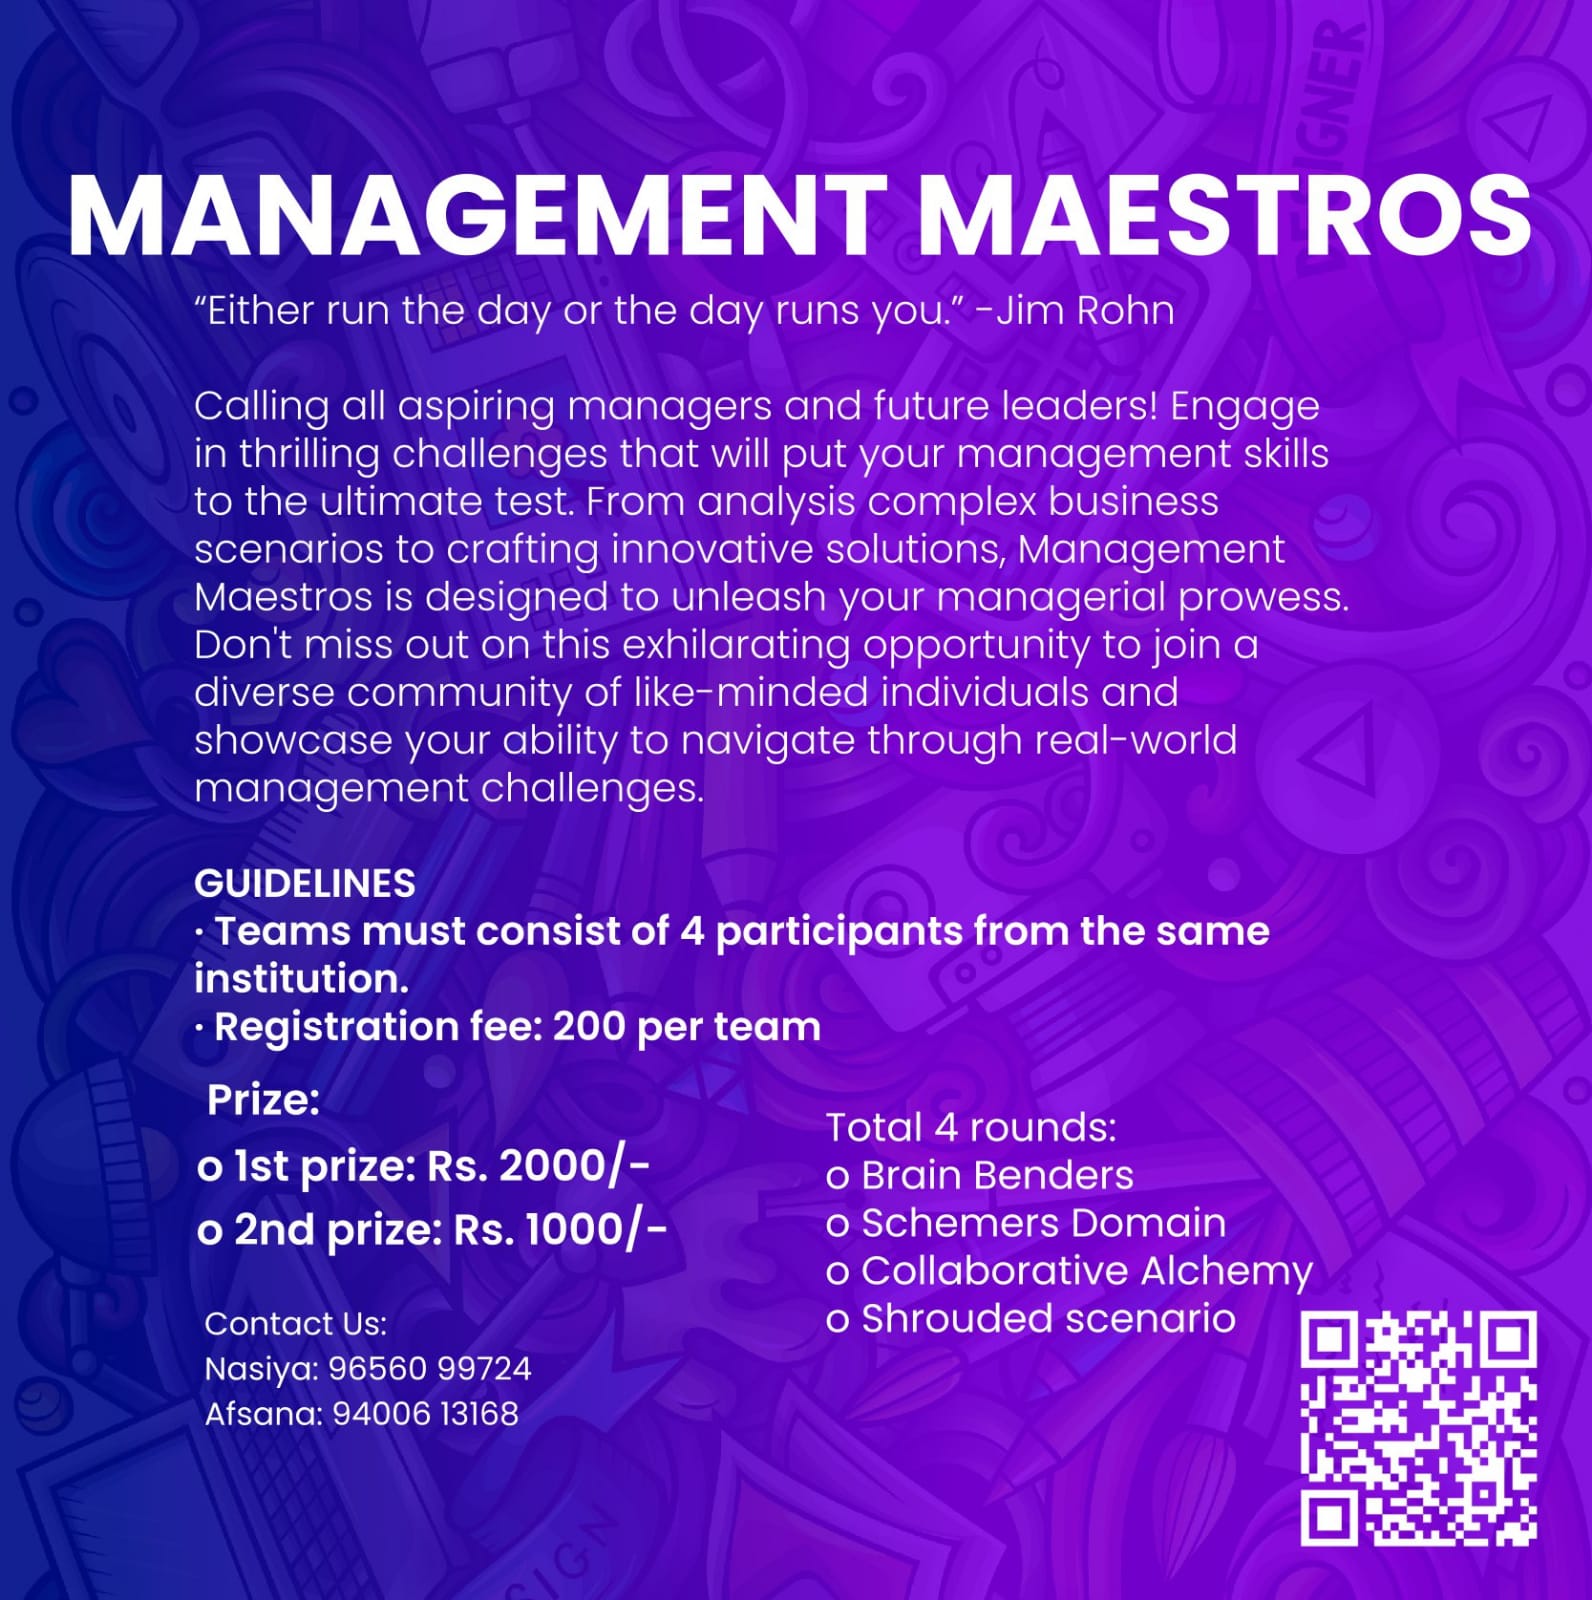 DESIGNER
MANAGEMENT MAESTROS
“Either run the day or the day runs you.” -Jim Rohn
Calling all aspiring managers and future leaders! Engage
in thrilling challenges that will put your management skills
to the ultimate test. From analysis complex business
scenarios to crafting innovative solutions, Management
Maestros is designed to unleash your managerial prowess.
Don't miss out on this exhilarating opportunity to join a
diverse community of like-minded individuals and
showcase your ability to navigate through real-world
management challenges.
GUIDELINES
· Teams must consist of 4 participants from the same
institution.
· Registration fee: 200 per team
Prize:
o 1st prize: Rs. 2000/-
o 2nd prize: Rs. 1000/-
Total 4 rounds:
o Brain Benders
o Schemers Domain
o Collaborative Alchemy
o Shrouded scenario
Contact Us:
Nasiya: 96560 99724
Afsana: 94006 13168